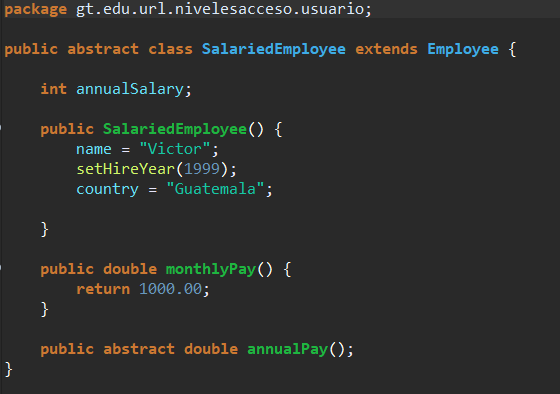 package gt.edu.url.nivelesacceso.usuario;
public abstract class SalariedEmployee extends Employee {
int annualSalary;
public SalariedEmployee() {
name = "Victor";
setHireYear(1999);
country = "Guatemala";
}
public double monthlyPay() {
return 1000.00;
}
public abstract double annualPay();
}